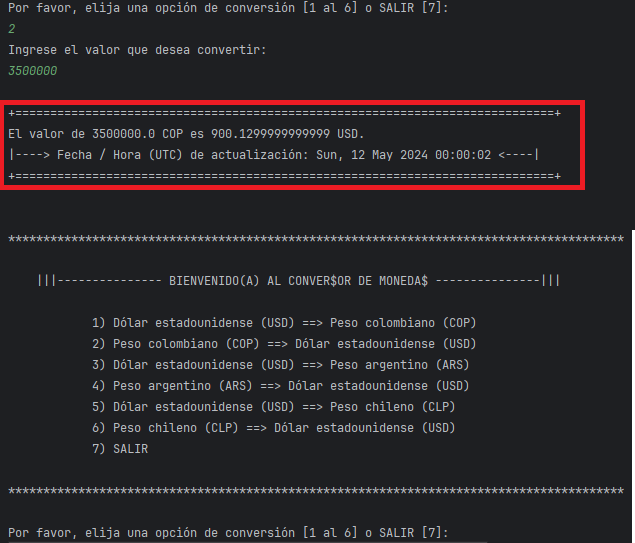 Por favor, elija una opción de conversión [1 al 6] o SALIR [7]:
2
Ingrese el valor que desea convertir:
3500000
+=============================================================================+
El valor de 3500000.0 COP es 900.1299999999999 USD.
|----> Fecha / Hora (UTC) de actualización: Sun, 12 May 2024 00:00:02 <----|
+=============================================================================+
****************************************************************************************
|||--------------- BIENVENIDO(A) AL CONVER$OR DE MONEDA$ ---------------|||
1) Dólar estadounidense (USD) ==> Peso colombiano (COP)
2) Peso colombiano (COP) ==> Dólar estadounidense (USD)
3) Dólar estadounidense (USD) ==> Peso argentino (ARS)
4) Peso argentino (ARS) ==> Dólar estadounidense (USD)
5) Dólar estadounidense (USD) ==> Peso chileno (CLP)
6) Peso chileno (CLP) ==> Dólar estadounidense (USD)
7) SALIR
****************************************************************************************
Por favor, elija una opción de conversión [1 al 6] o SALIR [7]: